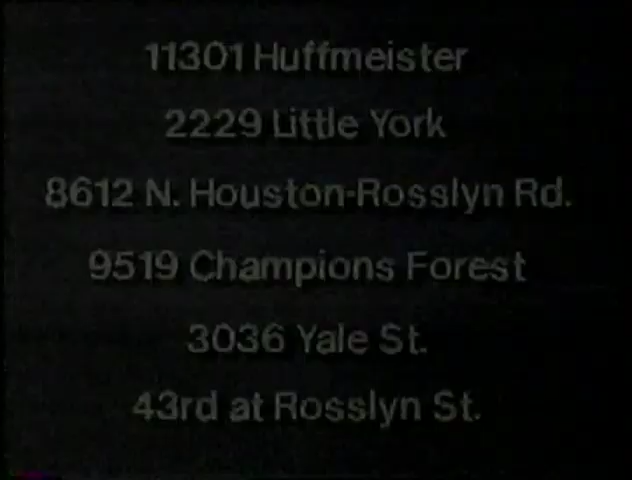 11301 Huffmeister
2229 Little York
8612 N. Houston-Rosslyn Rd.
9519 Champions Forest
3036 Yale St.
43rd at Rosslyn St.